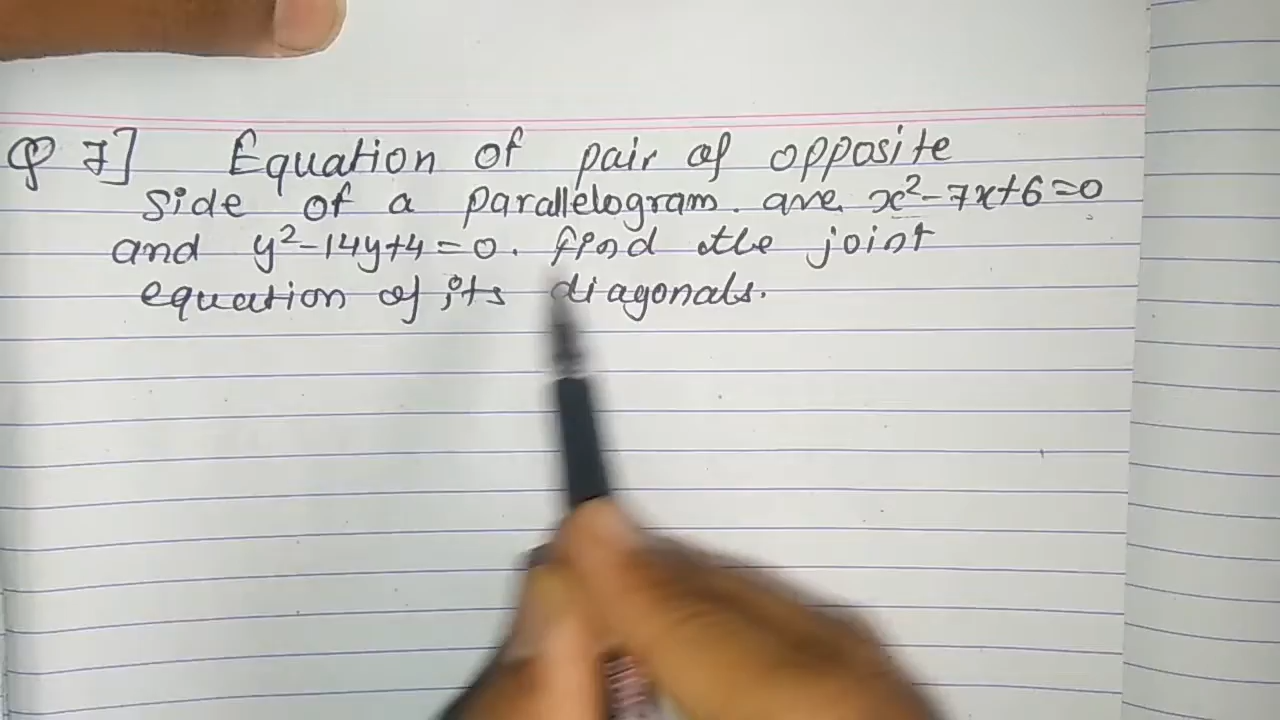 Q 7] Equation of pair of opposite
side of a parallelogram. are x²-7x+6=0
and y²-14y+4=0. find the joint
equation of its diagonals.